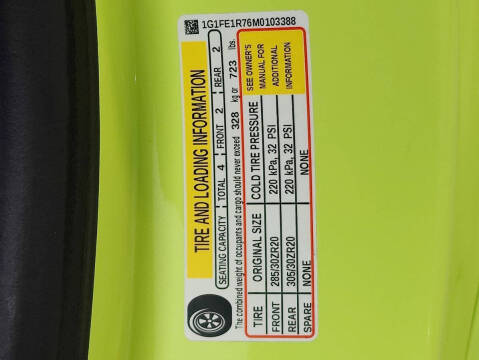 1G1FE1R76M0103388
TIRE AND LOADING INFORMATION
SEATING CAPACITY TOTAL 4 FRONT 2 REAR 2
The combined weight of occupants and cargo should never exceed 328 kg or 723 lbs.
TIRE ORIGINAL SIZE COLD TIRE PRESSURE
FRONT 285/30ZR20 220 kPa, 32 PSI
REAR 305/30ZR20 220 kPa, 32 PSI
SPARE NONE NONE
SEE OWNER'S
MANUAL FOR
ADDITIONAL
INFORMATION